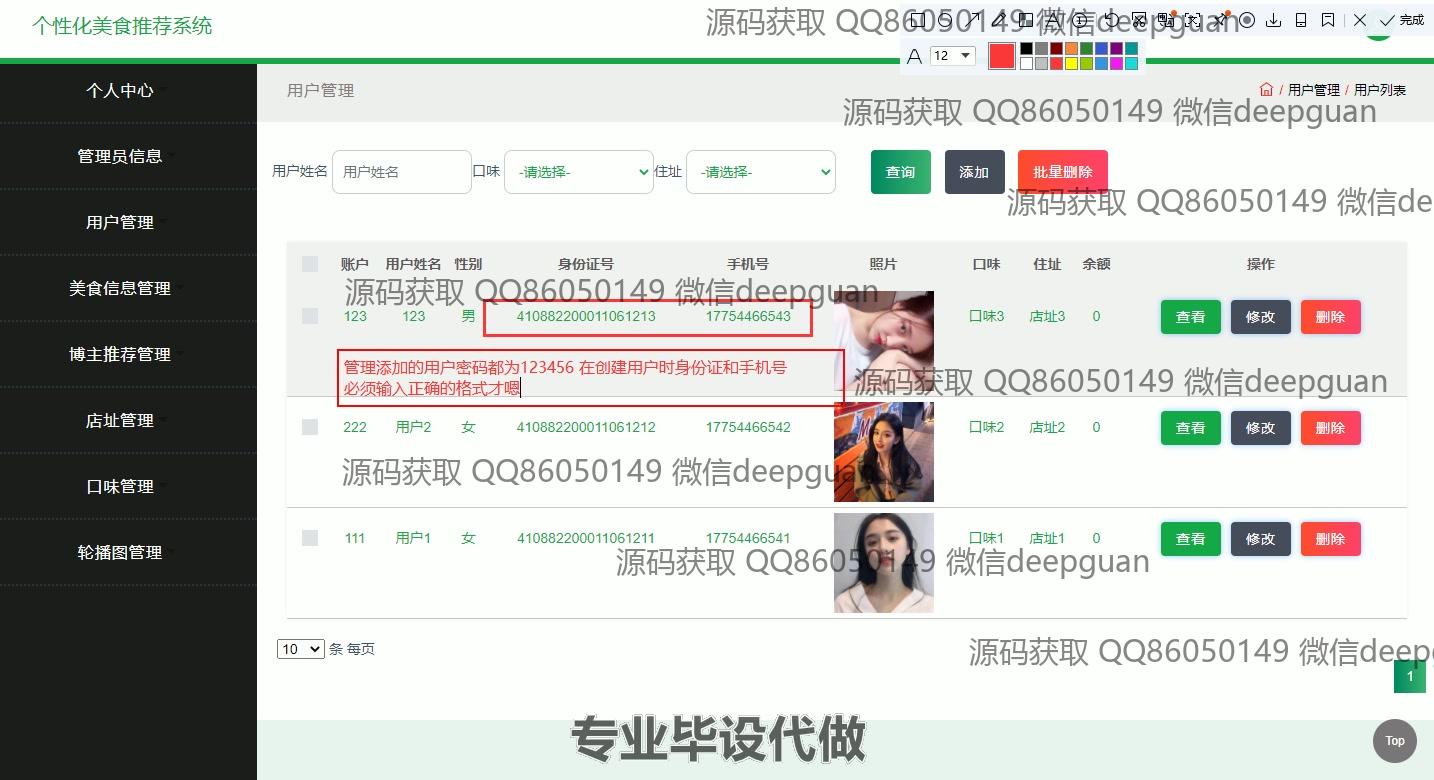 个性化美食推荐系统
源码获取 QQ86050149 微信deepguan
完成
A 12
个人中心
管理员信息
用户管理
美食信息管理
博主推荐管理
店址管理
口味管理
轮播图管理
用户管理
/ 用户管理 / 用户列表
源码获取 QQ86050149 微信deepguan
用户姓名 用户姓名 口味 -请选择- 住址 -请选择- 查询 添加 批量删除
源码获取 QQ86050149 微信de
账户 用户姓名 性别 身份证号 手机号 照片 口味 住址 余额 操作
源码获取 QQ86050149 微信deepguan
123 123 男 410882200011061213 17754466543 口味3 店址3 0 查看 修改 删除
管理添加的用户密码都为123456 在创建用户时身份证和手机号
必须输入正确的格式才嗯
源码获取 QQ86050149 微信deepguan
222 用户2 女 410882200011061212 17754466542 口味2 店址2 0 查看 修改 删除
源码获取 QQ86050149 微信deepguan
111 用户1 女 410882200011061211 17754466541 口味1 店址1 0 查看 修改 删除
源码获取 QQ86050149 微信deepguan
10 条 每页
源码获取 QQ86050149 微信deep
1
专业毕设代做
Top